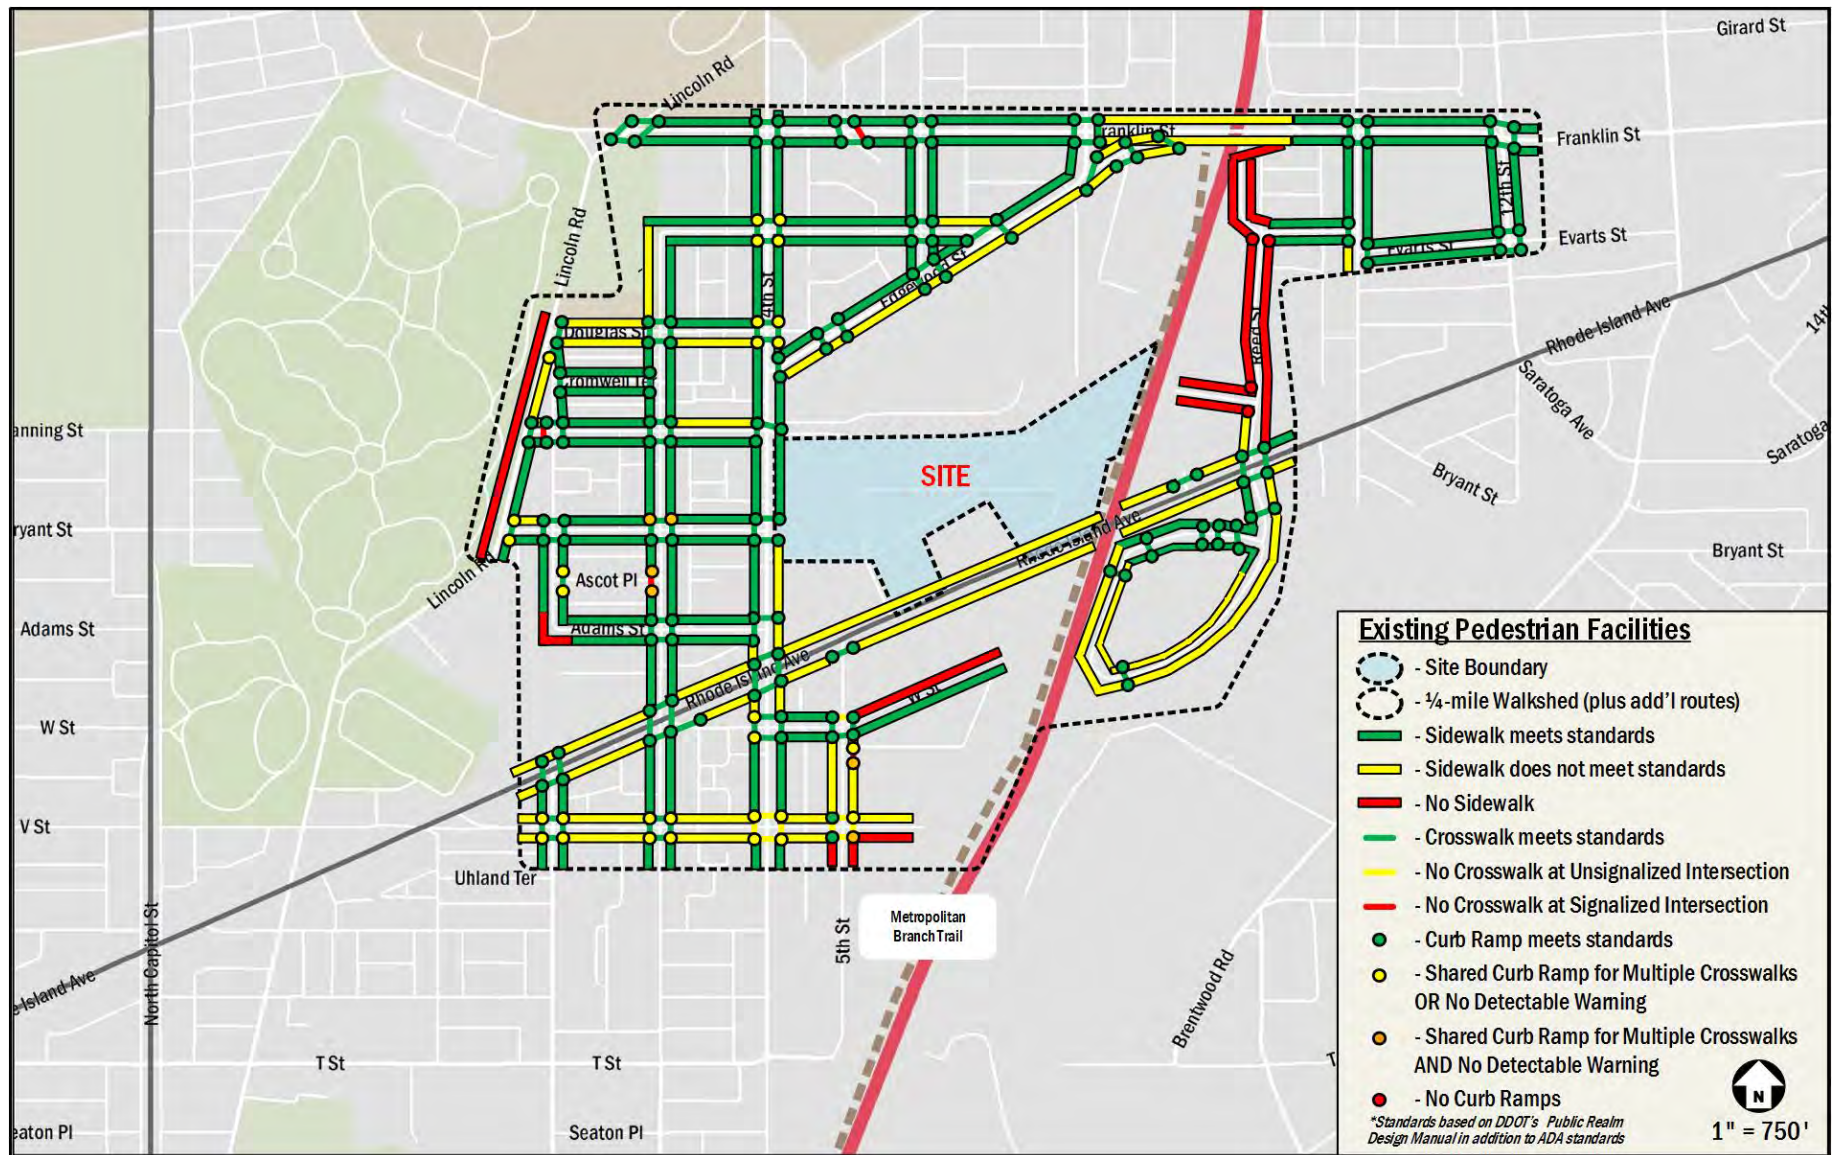 Girard St
Lincoln Rd
Franklin St
ranklin St
12th St
Lincoln Rd
Evarts St
Evarts St
Edgewood St
4th St
Douglas St
Reed St
Rhode Island Ave
14th
romwell Te
Saratoga Ave
anning St
Saratoga
SITE
Bryant St
ryant St
Rhode Island Ave
Bryant St
Lincoln Rd
Ascot Pl
Adams St
Adams St
Rhode Island Ave
W St
W St
V St
Uhland Ter
North Capitol St
5th St
Metropolitan
Branch Trail
e Island Ave
Brentwood Rd
T St
T St
T
eaton Pl
Seaton Pl
Existing Pedestrian Facilities
- Site Boundary
- ¼-mile Walkshed (plus add'l routes)
- Sidewalk meets standards
- Sidewalk does not meet standards
- No Sidewalk
- Crosswalk meets standards
- No Crosswalk at Unsignalized Intersection
- No Crosswalk at Signalized Intersection
- Curb Ramp meets standards
- Shared Curb Ramp for Multiple Crosswalks
OR No Detectable Warning
- Shared Curb Ramp for Multiple Crosswalks
AND No Detectable Warning
- No Curb Ramps
*Standards based on DDOT's Public Realm
Design Manual in addition to ADA standards
N
1" = 750'